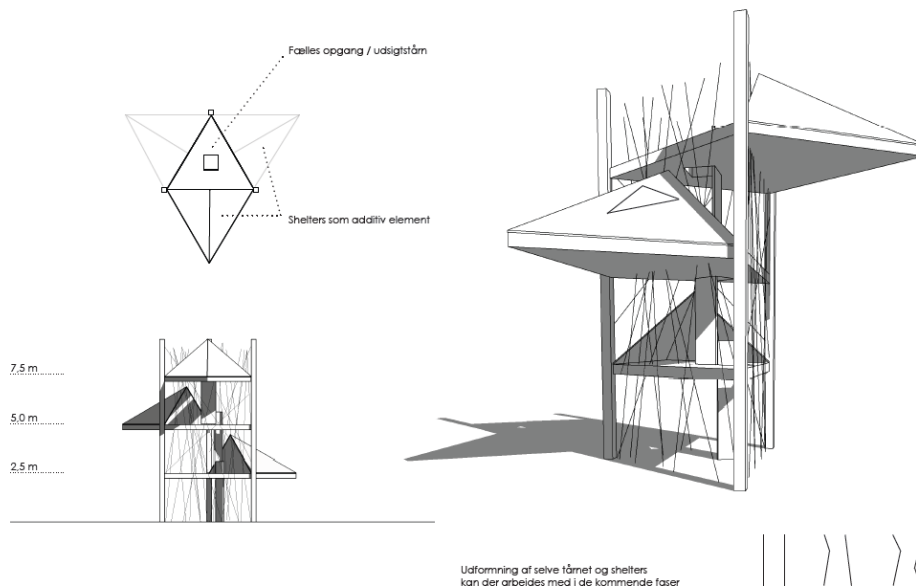 Fælles opgang / udsigtstårn
Shelters som additiv element
7,5 m
5,0 m
2,5 m
Udformning af selve tårnet og shelters
kan der arbejdes med i de kommende faser